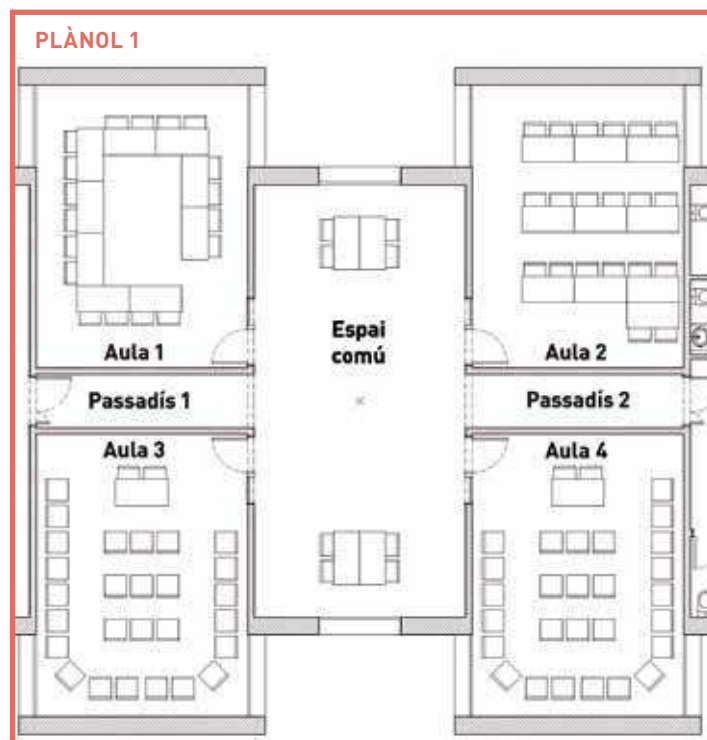 PLÀNOL 1
Espai
comú
Aula 1
Aula 2
Passadís 1
Passadís 2
Aula 3
Aula 4